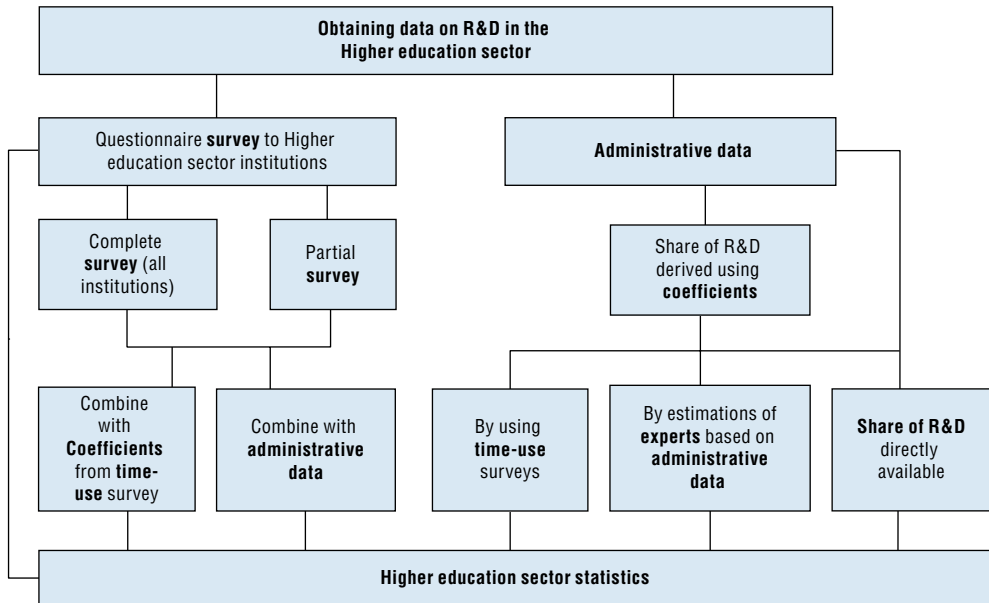 Obtaining data on R&D in the
Higher education sector
Questionnaire survey to Higher
education sector institutions
Administrative data
Complete
survey (all
institutions)
Partial
survey
Share of R&D
derived using
coefficients
Combine
with
Coefficients
from time-
use survey
Combine with
administrative
data
By using
time-use
surveys
By estimations of
experts based on
administrative
data
Share of R&D
directly
available
Higher education sector statistics